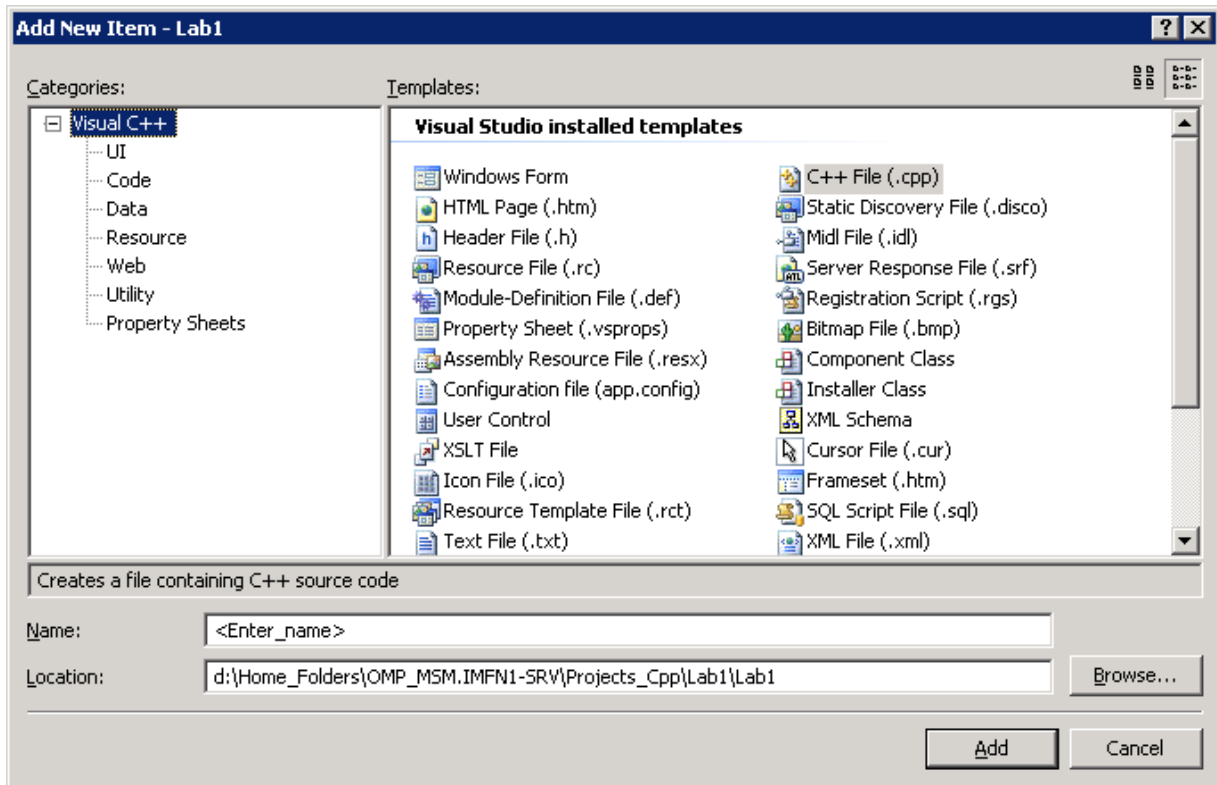 Add New Item - Lab1
Categories:
Templates:
Visual C++
UI
Code
Data
Resource
Web
Utility
Property Sheets
Visual Studio installed templates
Windows Form
C++ File (.cpp)
HTML Page (.htm)
Static Discovery File (.disco)
Header File (.h)
Midl File (.idl)
Resource File (.rc)
Server Response File (.srf)
Module-Definition File (.def)
Registration Script (.rgs)
Property Sheet (.vsprops)
Bitmap File (.bmp)
Assembly Resource File (.resx)
Component Class
Configuration file (app.config)
Installer Class
User Control
XML Schema
XSLT File
Cursor File (.cur)
Icon File (.ico)
Frameset (.htm)
Resource Template File (.rct)
SQL Script File (.sql)
Text File (.txt)
XML File (.xml)
Creates a file containing C++ source code
Name:
<Enter_name>
Location:
d:\Home_Folders\OMP_MSM.IMFN1-SRV\Projects_Cpp\Lab1\Lab1
Browse...
Add
Cancel